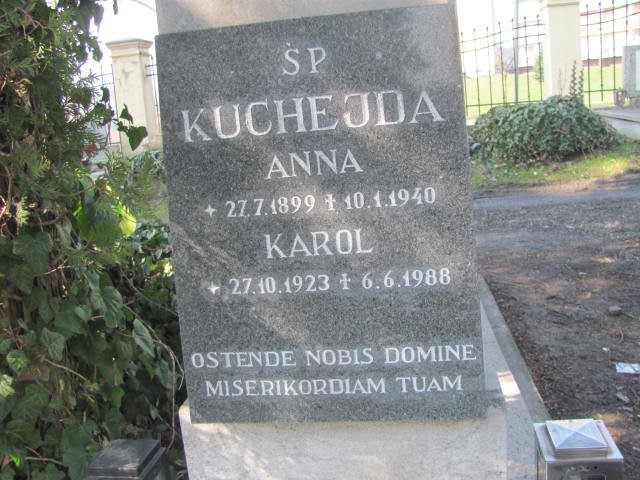 ŚP
KUCHEJDA
ANNA
+ 27.7.1899 ✝ 10.1.1940
KAROL
+ 27.10.1923 ✝ 6.6.1988
OSTENDE NOBIS DOMINE
MISERIKORDIAM TUAM